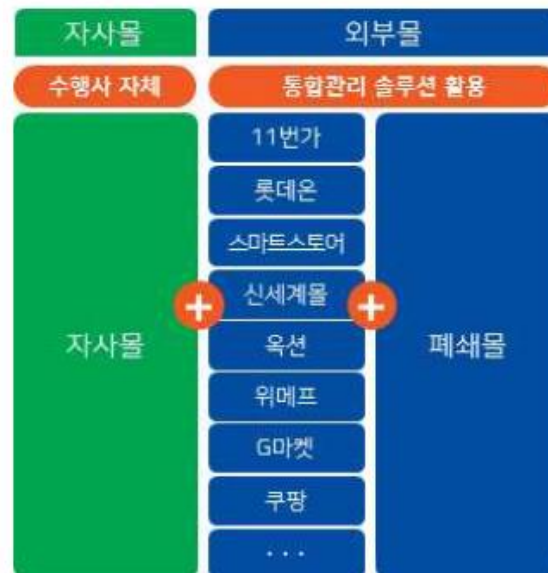 자사몰
외부몰
수행사 자체
통합관리 솔루션 활용
11번가
롯데온
스마트스토어
+
신세계몰
+
자사몰
옥션
폐쇄몰
위메프
G마켓
쿠팡
...